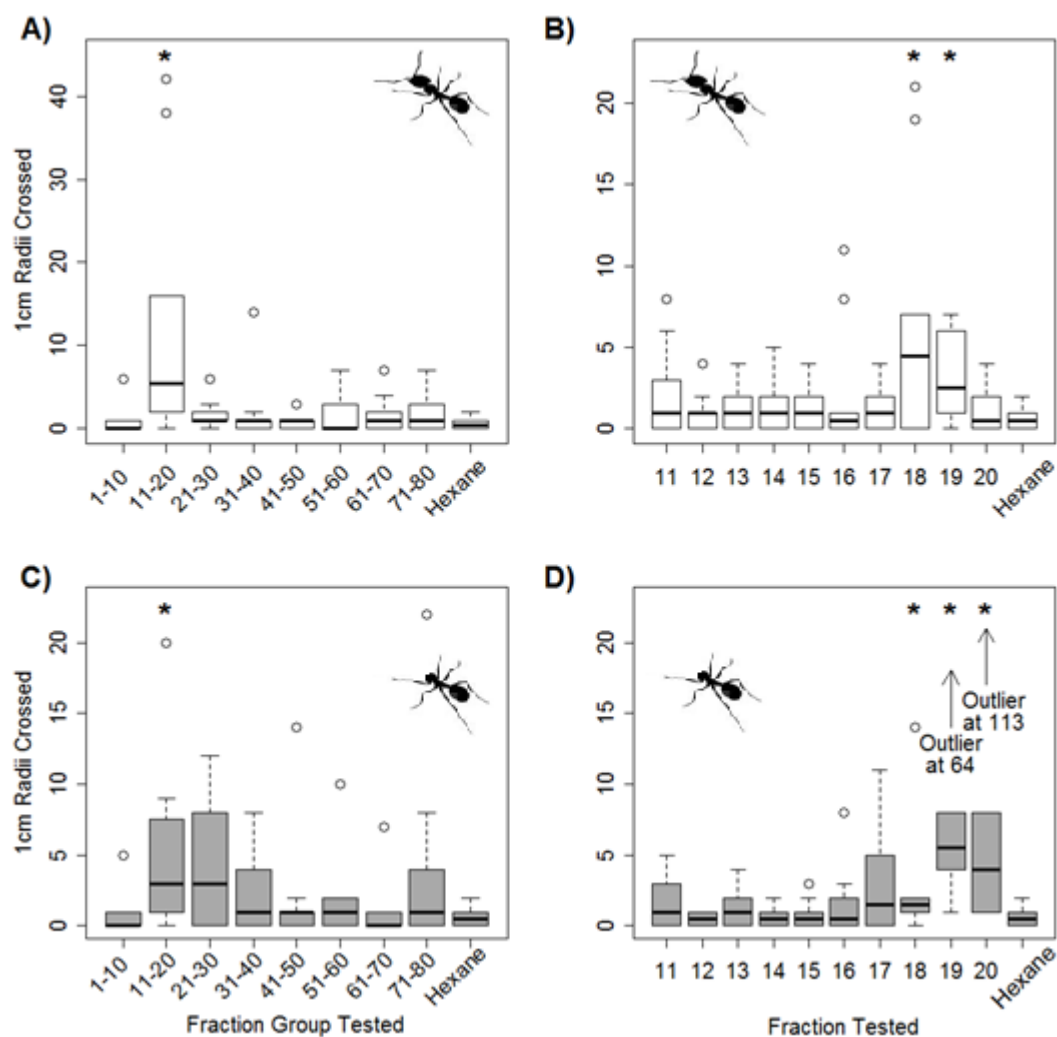 A)
*
1cm Radii Crossed
40
30
20
10
0
1-10
11-20
21-30
31-40
41-50
51-60
61-70
71-80
Hexane
B)
* *
20
15
10
5
0
11 12 13 14 15 16 17 18 19 20 Hexane
C)
*
1cm Radii Crossed
20
15
10
5
0
1-10
11-20
21-30
31-40
41-50
51-60
61-70
71-80
Hexane
Fraction Group Tested
D)
* * *
Outlier
at 113
Outlier
at 64
20
15
10
5
0
11 12 13 14 15 16 17 18 19 20 Hexane
Fraction Tested